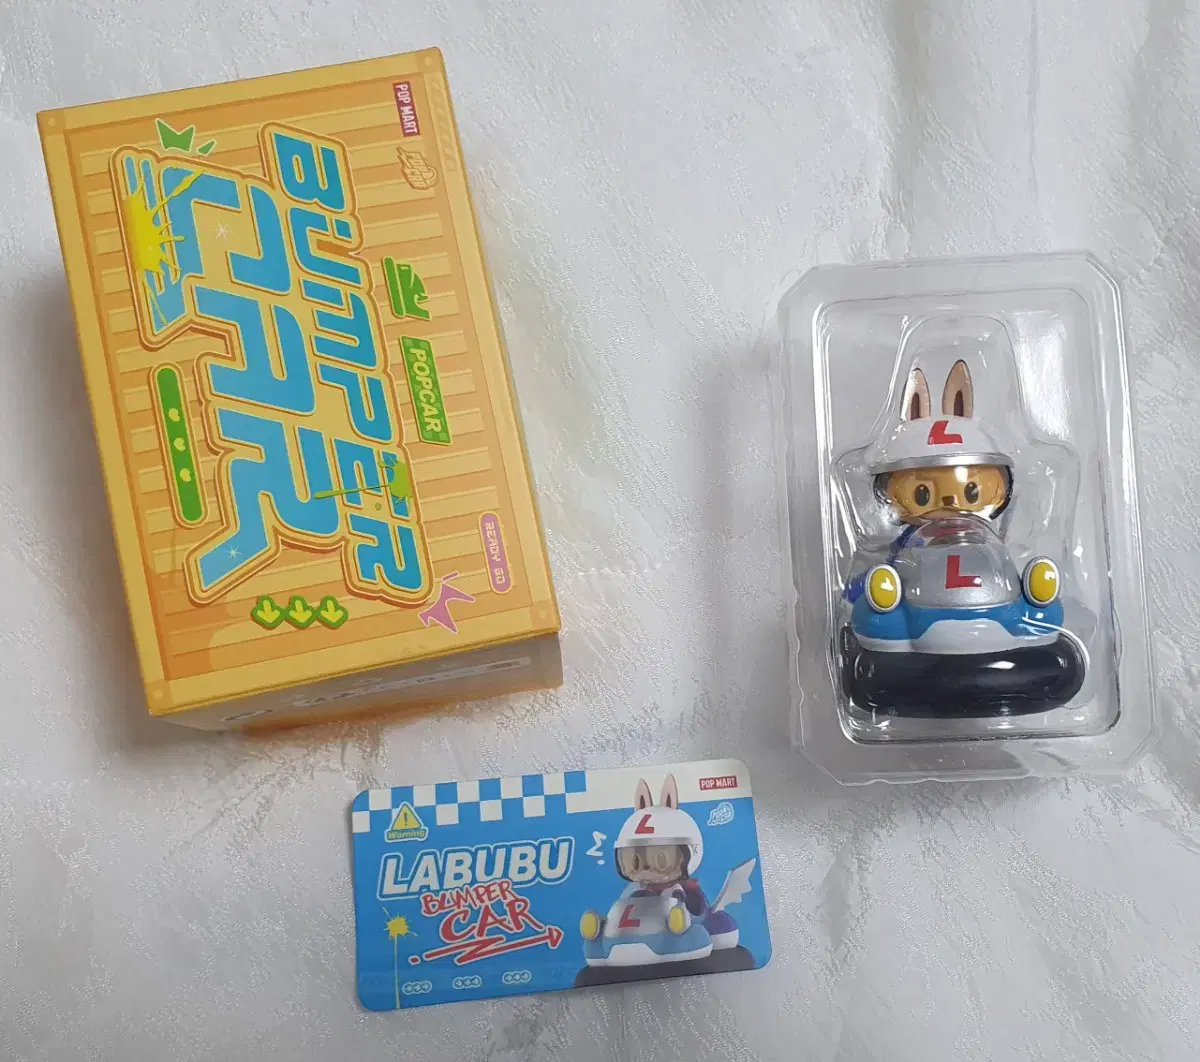 POP MART
BUMPER
CAR
POPCAR
READY GO
L
L
POP MART
Warning
LABUBU
BUMPER
CAR
L
L